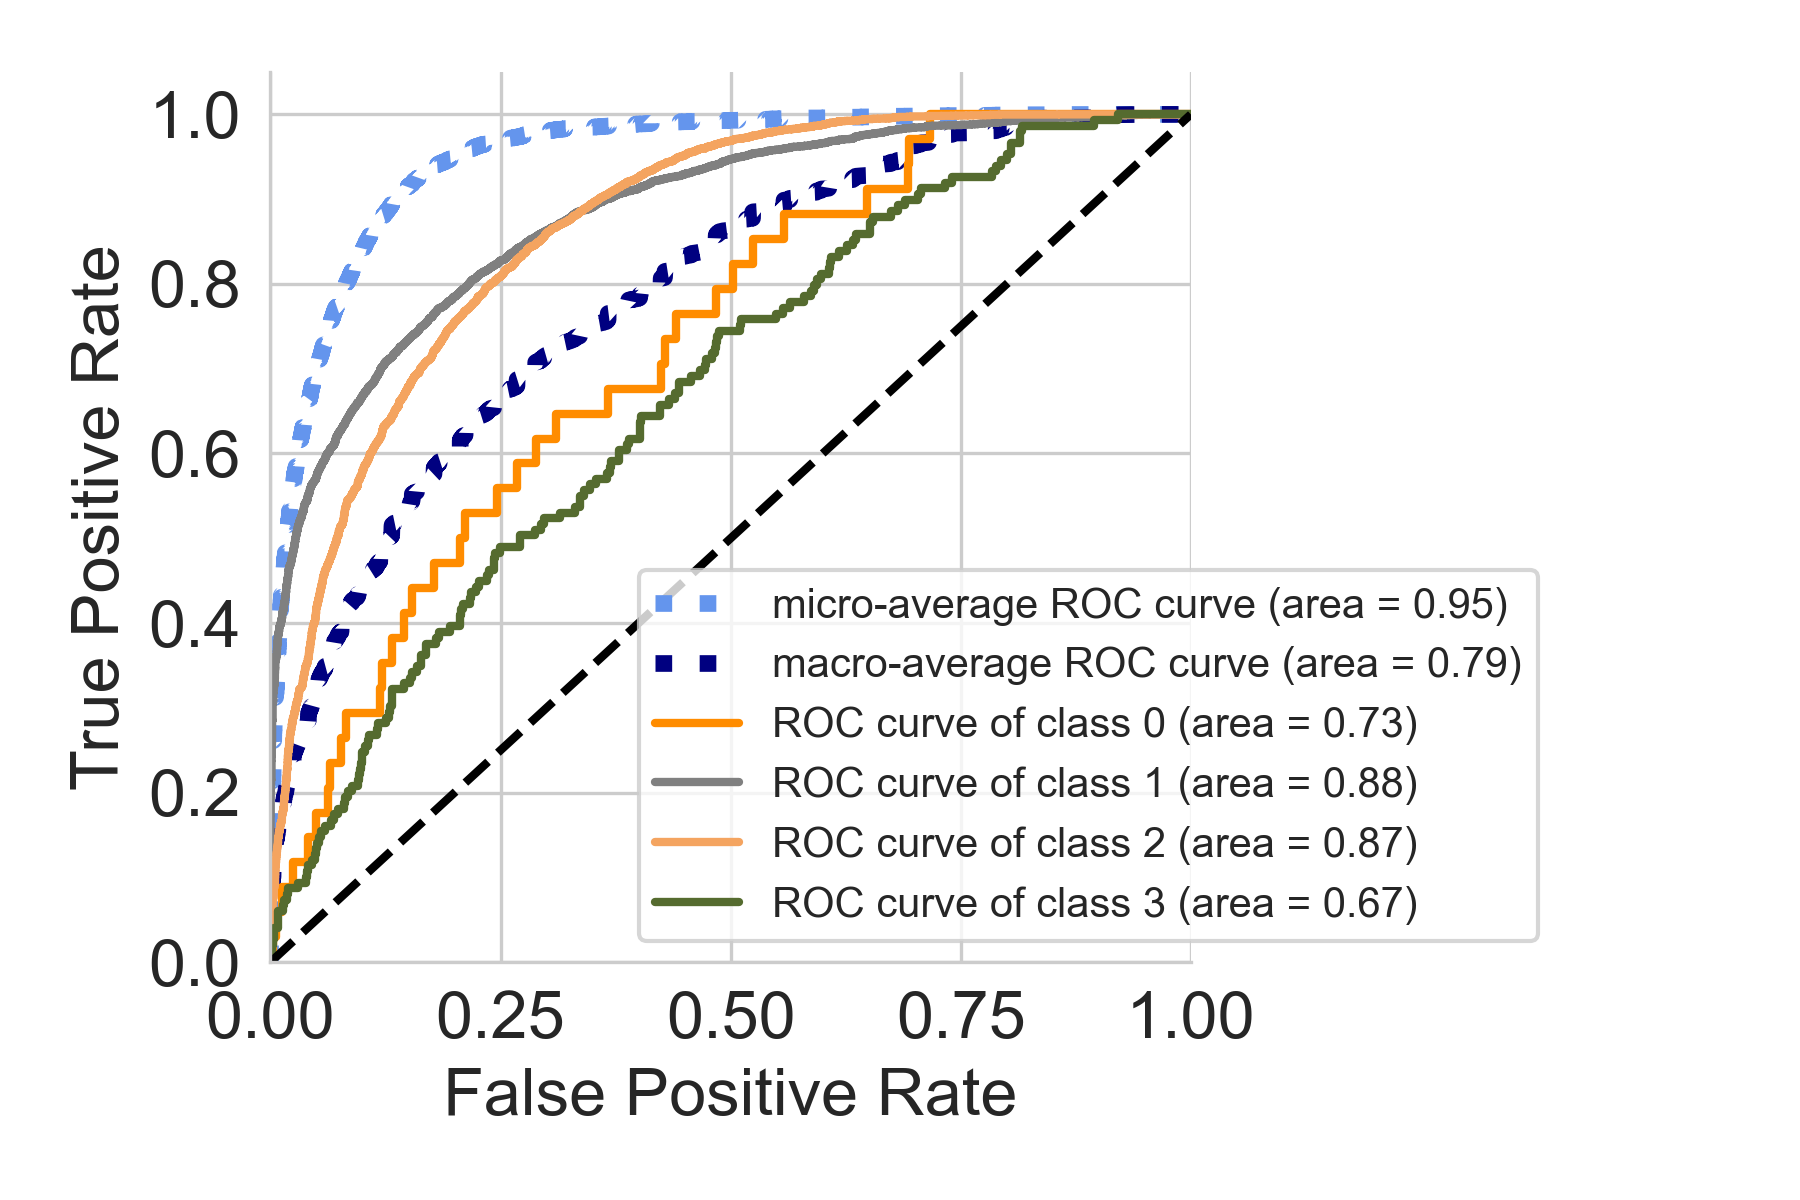 True Positive Rate
1.0
0.8
0.6
0.4
0.2
0.0
0.00 0.25 0.50 0.75 1.00
False Positive Rate
micro-average ROC curve (area = 0.95)
macro-average ROC curve (area = 0.79)
ROC curve of class 0 (area = 0.73)
ROC curve of class 1 (area = 0.88)
ROC curve of class 2 (area = 0.87)
ROC curve of class 3 (area = 0.67)